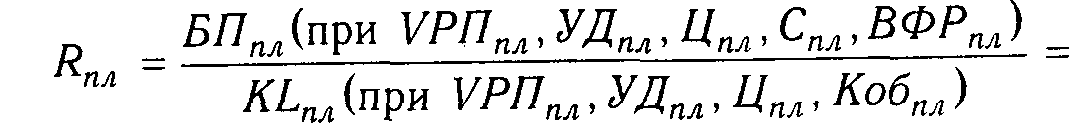 R_пл = БП_пл (при VРП_пл, УД_пл, Ц_пл, С_пл, ВФР_пл) =
KL_пл (при VРП_пл, УД_пл, Ц_пл, Коб_пл)